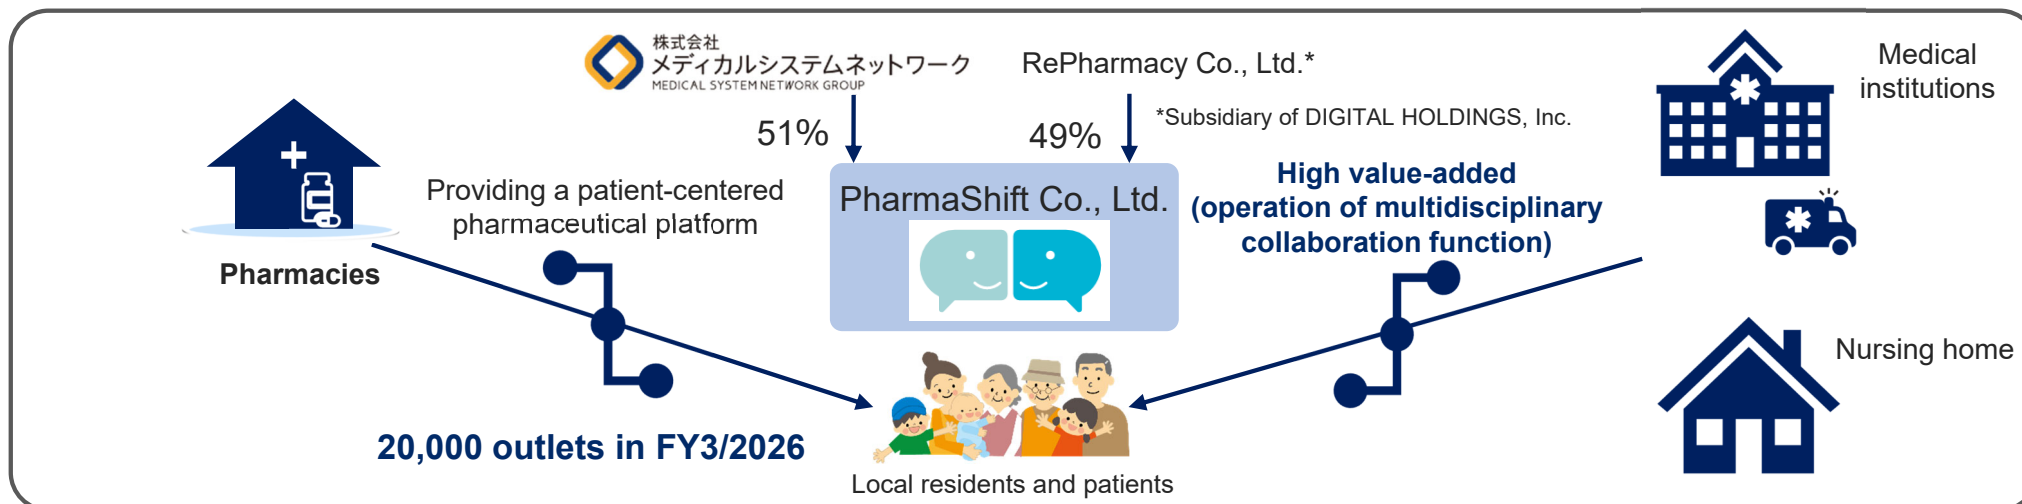 株式会社
メディカルシステムネットワーク
MEDICAL SYSTEM NETWORK GROUP
RePharmacy Co., Ltd.*
*Subsidiary of DIGITAL HOLDINGS, Inc.
51%
49%
PharmaShift Co., Ltd.
Pharmacies
Providing a patient-centered
pharmaceutical platform
20,000 outlets in FY3/2026
High value-added
(operation of multidisciplinary
collaboration function)
Medical
institutions
Nursing home
Local residents and patients